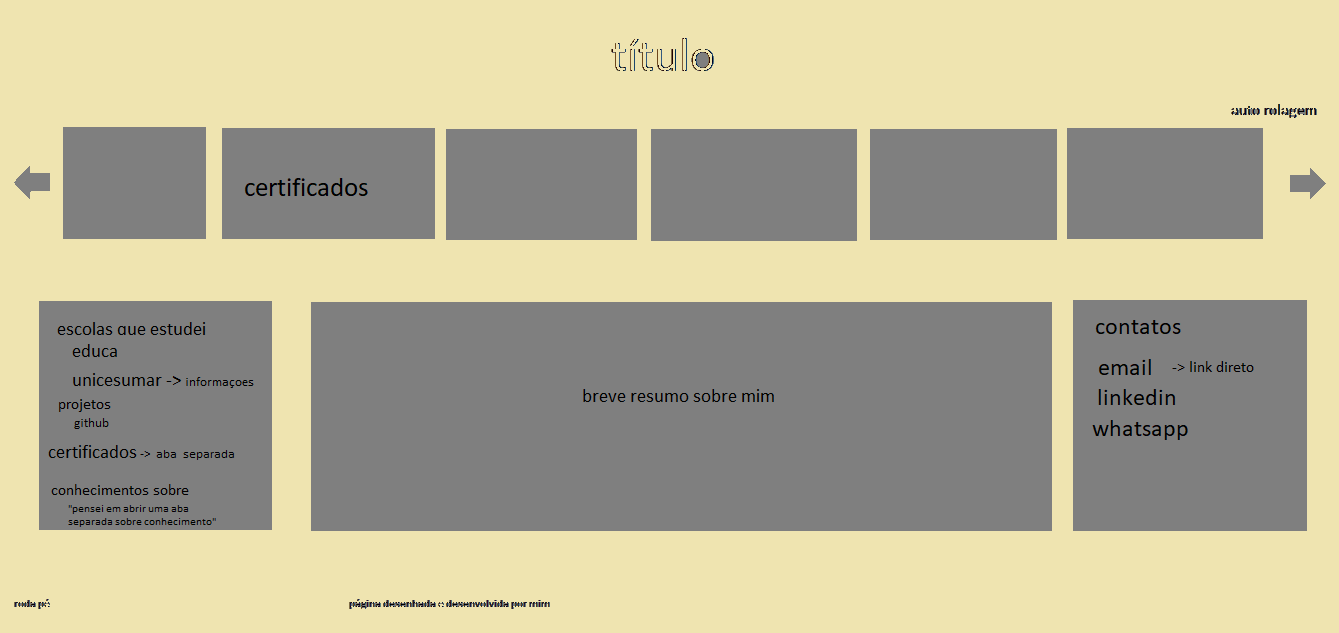 título
auto rolagem
certificados
escolas que estudei
educa
unicesumar -> informaçoes
projetos
github
certificados -> aba separada
conhecimentos sobre
"pensei em abrir uma aba
separada sobre conhecimento"
breve resumo sobre mim
contatos
email -> link direto
linkedin
whatsapp
roda pé
página desenhada e desenvolvida por mim